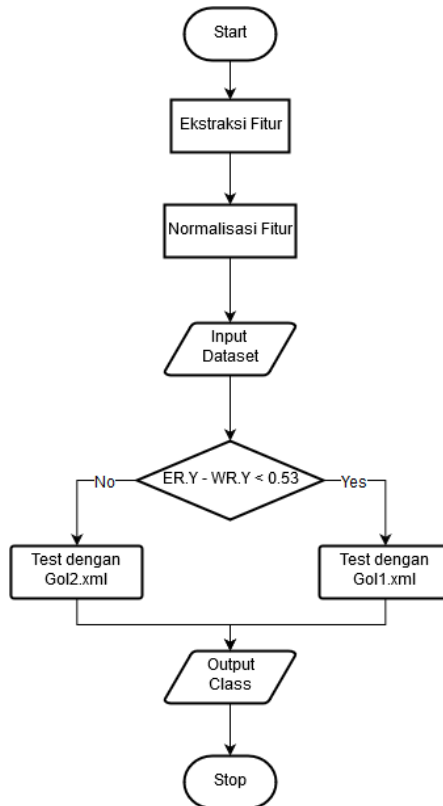 Start
Ekstraksi Fitur
Normalisasi Fitur
Input
Dataset
ER.Y - WR.Y < 0.53
No
Yes
Test dengan
Gol2.xml
Test dengan
Gol1.xml
Output
Class
Stop